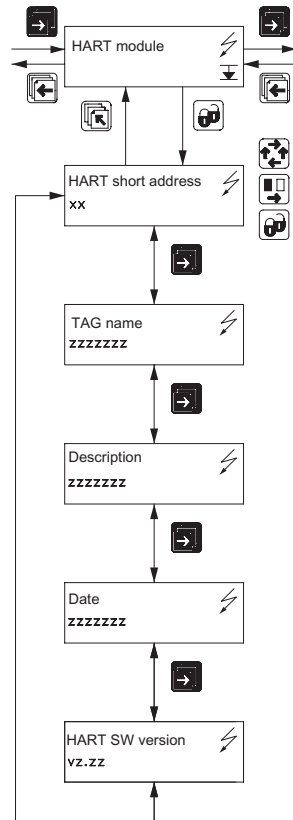 HART module
HART short address
xx
TAG name
zzzzzzz
Description
zzzzzzz
Date
zzzzzzz
HART SW version
vz.zz